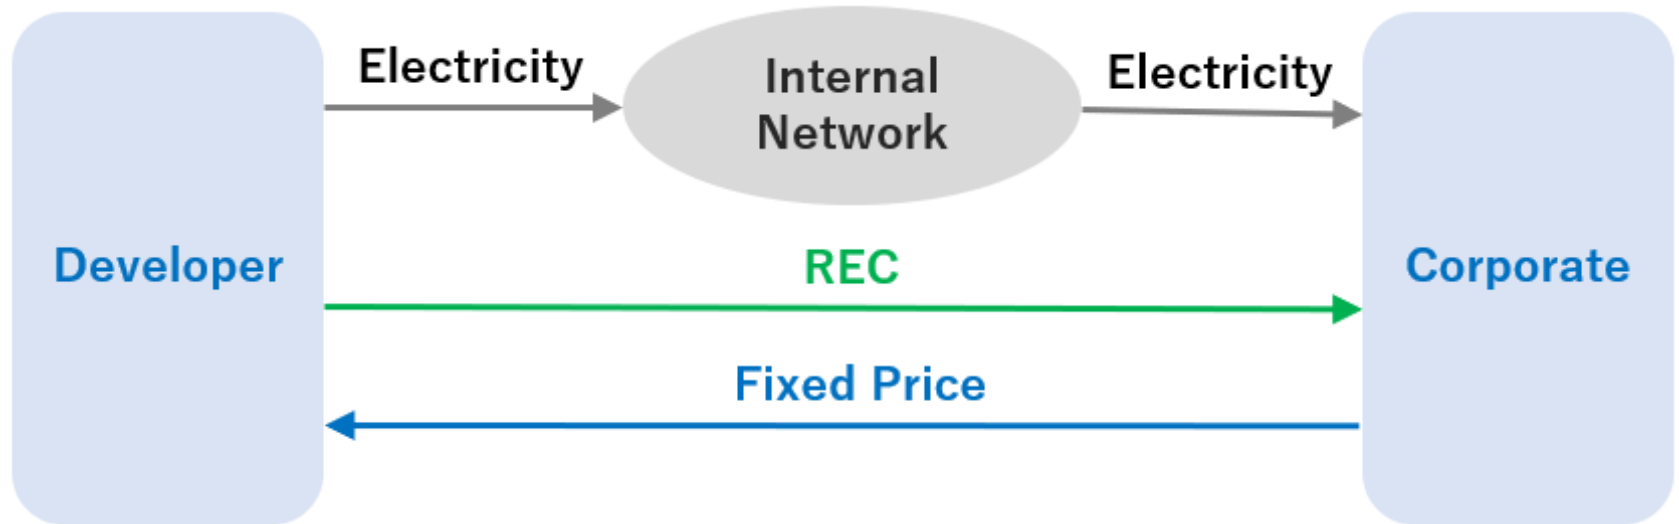 Electricity
Internal
Network
Electricity
Developer
REC
Corporate
Fixed Price